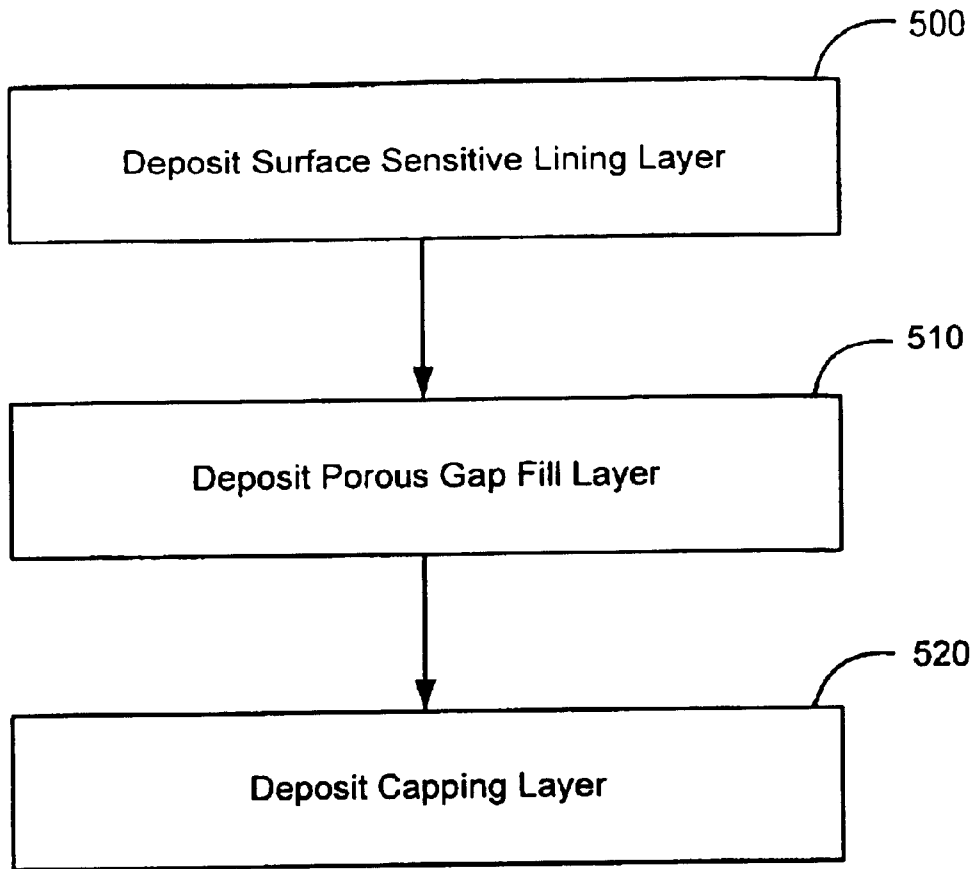 500
Deposit Surface Sensitive Lining Layer
510
Deposit Porous Gap Fill Layer
520
Deposit Capping Layer